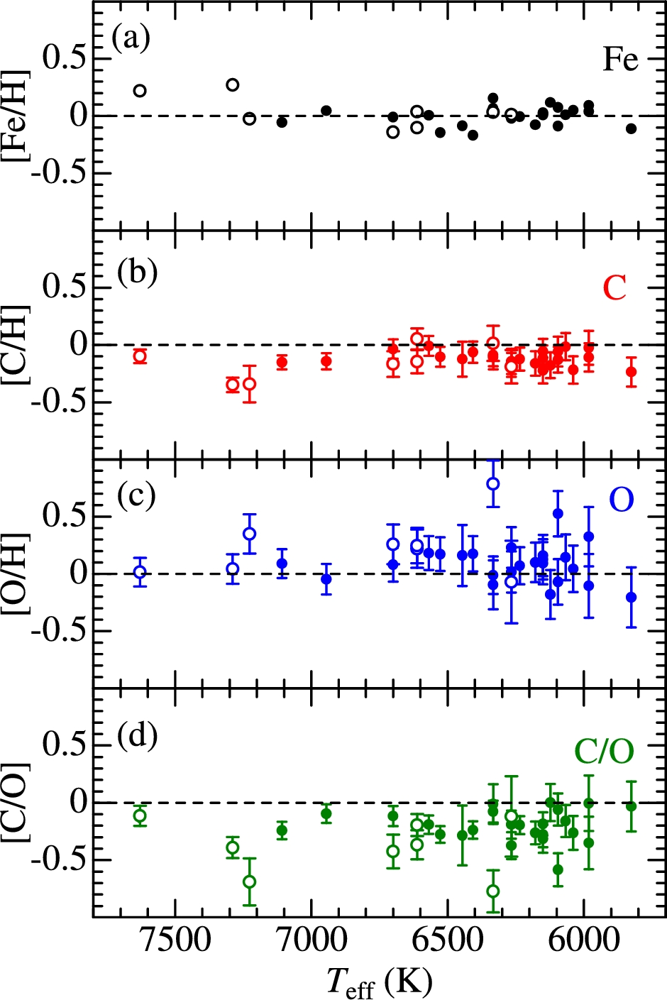 (a)
Fe
[Fe/H]
0.5
0
-0.5
(b)
C
[C/H]
0.5
0
-0.5
(c)
O
[O/H]
0.5
0
-0.5
(d)
C/O
[C/O]
0.5
0
-0.5
7500 7000 6500 6000
Teff (K)